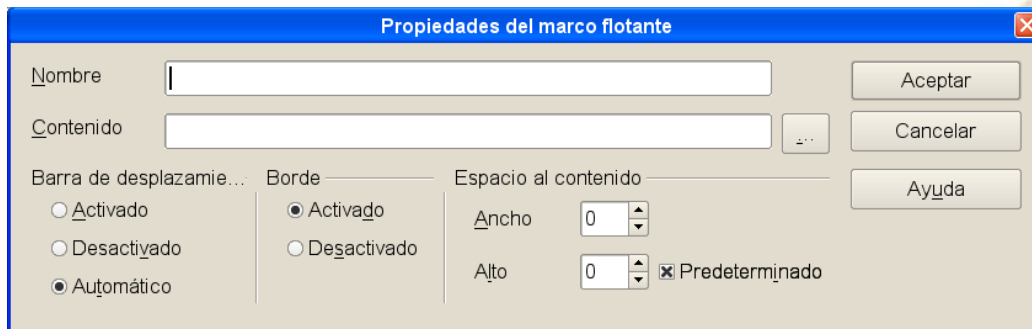 Propiedades del marco flotante
Nombre
Aceptar
Contenido
...
Cancelar
Barra de desplazamie...
Borde
Espacio al contenido
Ayuda
Activado
Activado
Ancho
0
Desactivado
Desactivado
Alto
0
Predeterminado
Automático